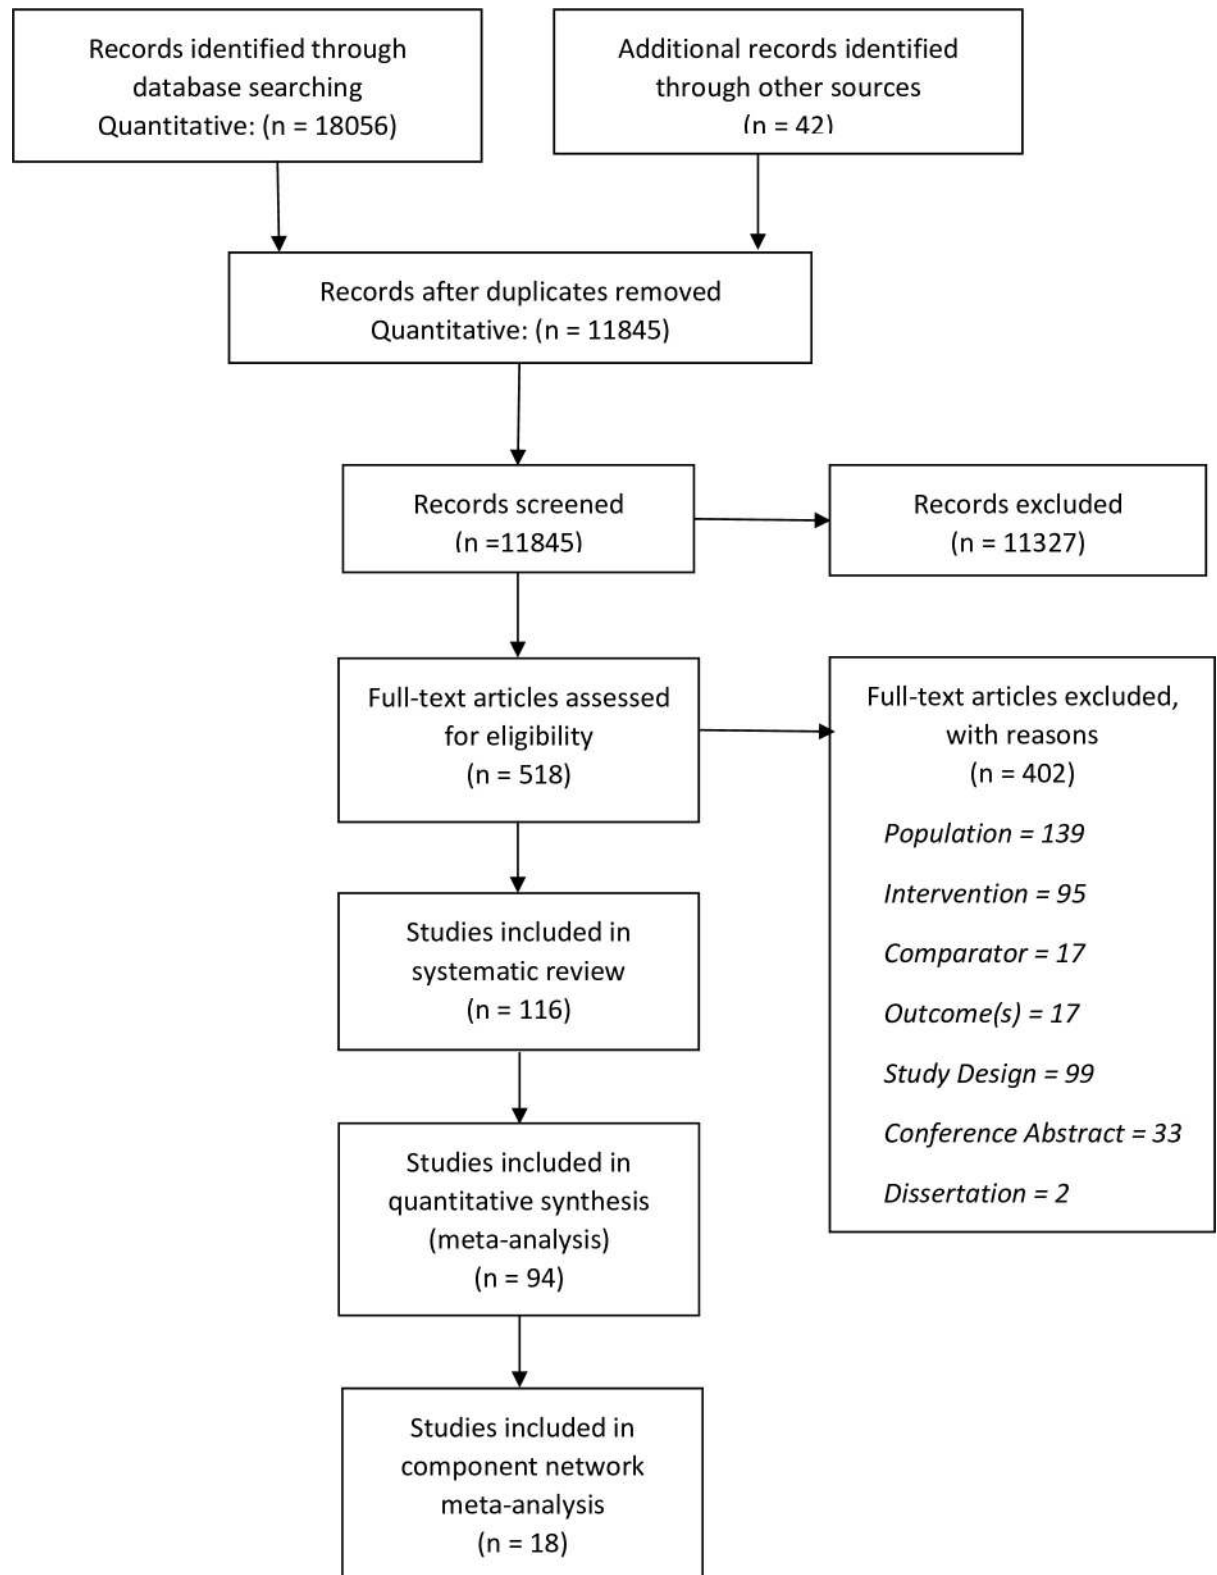 Records identified through
database searching
Quantitative: (n = 18056)
Additional records identified
through other sources
(n = 42)
Records after duplicates removed
Quantitative: (n = 11845)
Records screened
(n =11845)
Records excluded
(n = 11327)
Full-text articles assessed
for eligibility
(n = 518)
Full-text articles excluded,
with reasons
(n = 402)
Population = 139
Intervention = 95
Comparator = 17
Outcome(s) = 17
Study Design = 99
Conference Abstract = 33
Dissertation = 2
Studies included in
systematic review
(n = 116)
Studies included in
quantitative synthesis
(meta-analysis)
(n = 94)
Studies included in
component network
meta-analysis
(n = 18)